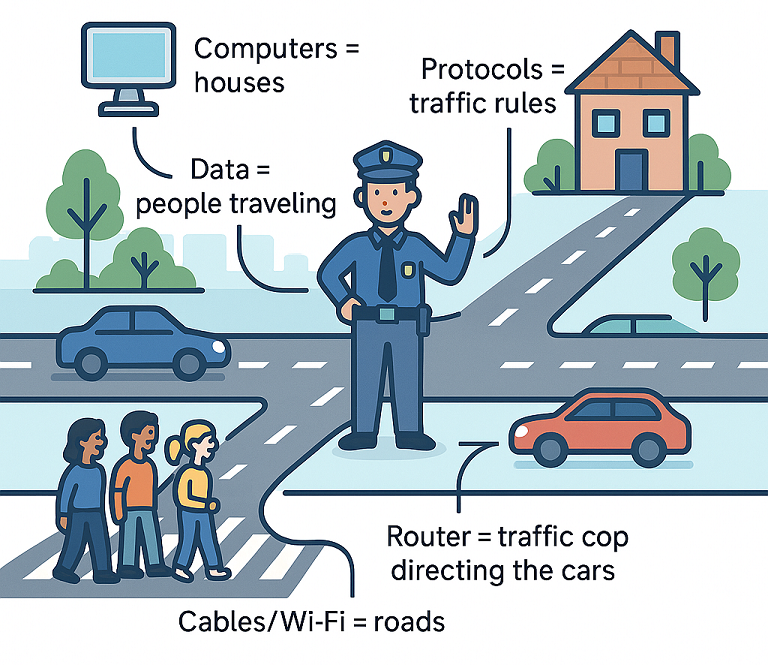 Computers =
houses
Protocols =
traffic rules
Data =
people traveling
Router = traffic cop
directing the cars
Cables/Wi-Fi = roads